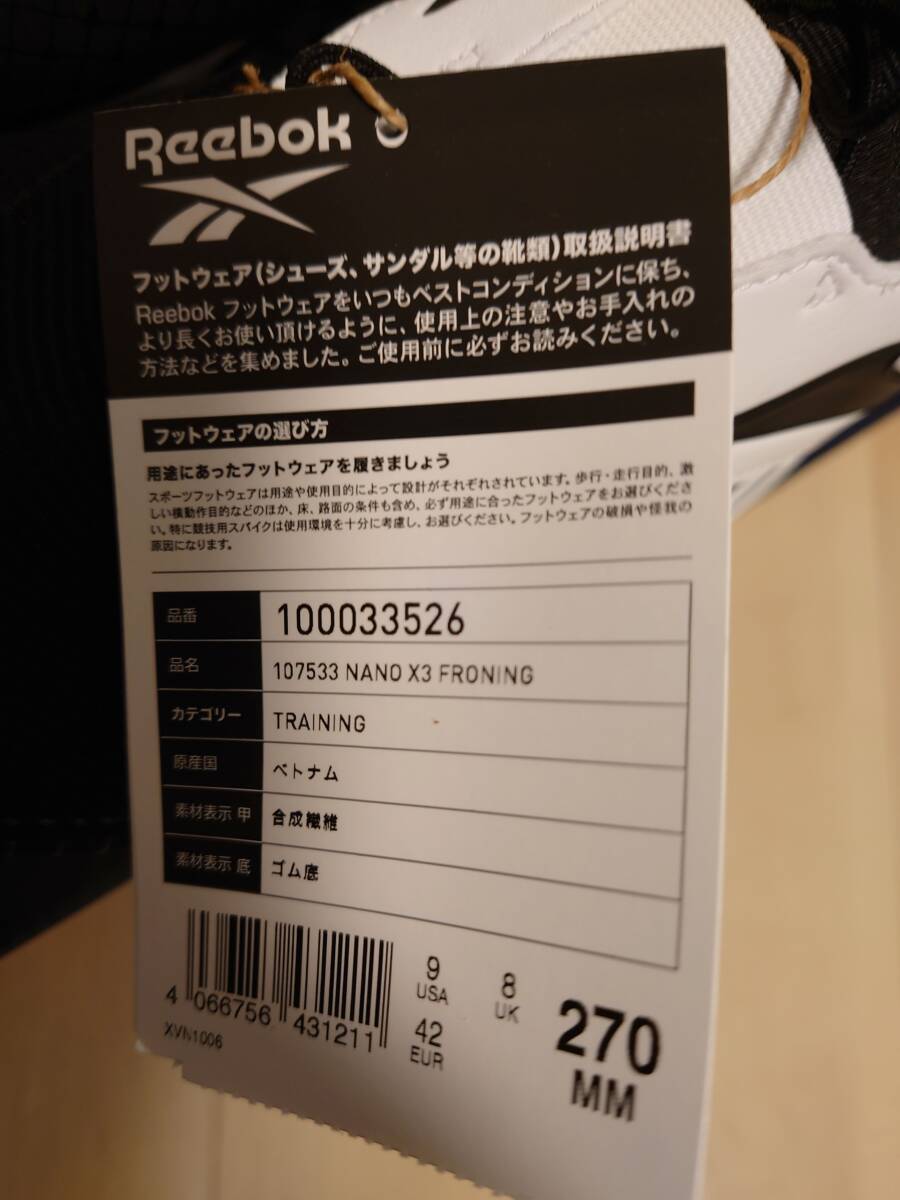 Reebok
フットウェア(シューズ、サンダル等の靴類)取扱説明書
Reebok フットウェアをいつもベストコンディションに保ち、
より長くお使い頂けるように、使用上の注意やお手入れの
方法などを集めました。ご使用前に必ずお読みください。
フットウェアの選び方
用途にあったフットウェアを履きましょう
スポーツフットウェアは用途や使用目的によって設計がそれぞれされています。歩行・走行目的、激
しい横動作目的などのほか、床、路面の条件も含め、必ず用途に合ったフットウェアをお選びくださ
い。特に競技用スパイクは使用環境を十分に考慮し、お選びください。フットウェアの破損や怪我の
原因になります。
品番 100033526
品名 107533 NANO X3 FRONING
カテゴリー TRAINING
原産国 ベトナム
素材表示 甲 合成繊維
素材表示 底 ゴム底
4 066756 431211
XVN1006
9 USA
8 UK
42 EUR
270 MM